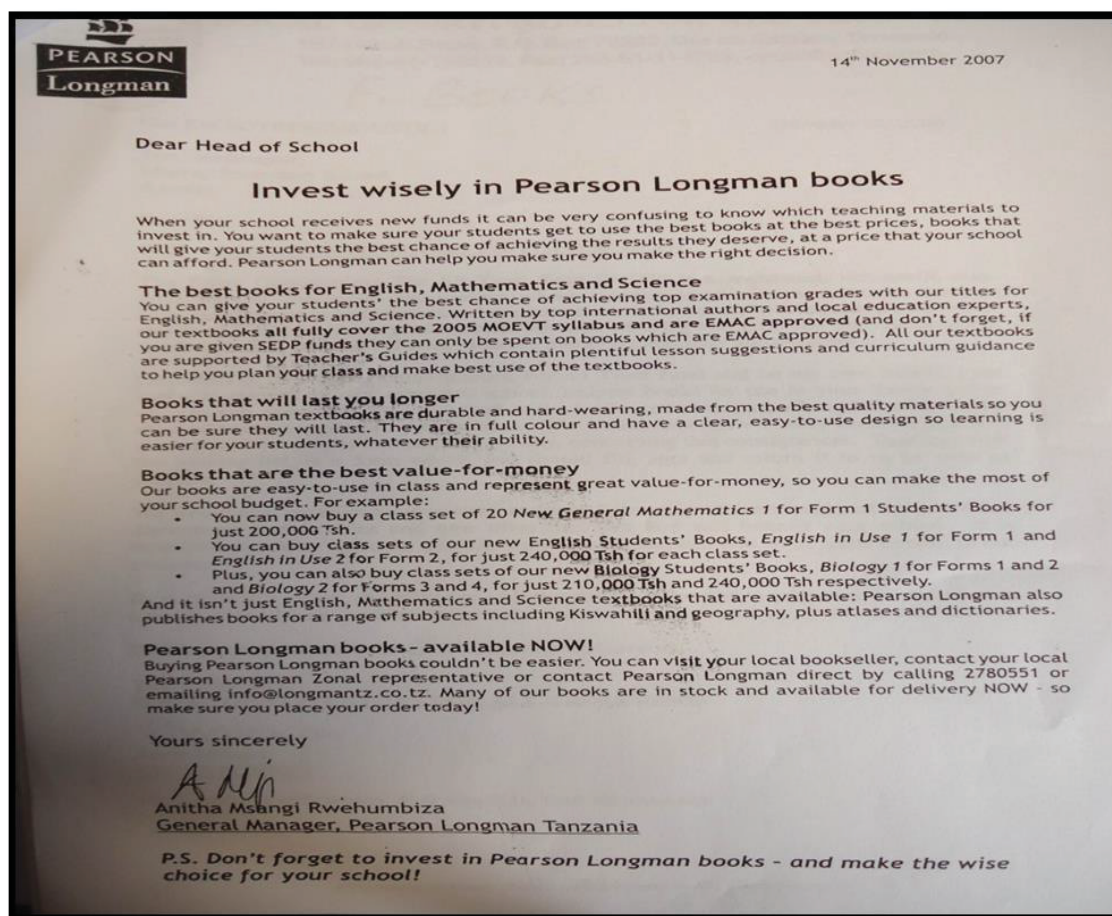 PEARSON
Longman
14th November 2007
Dear Head of School
Invest wisely in Pearson Longman books
When your school receives new funds it can be very confusing to know which teaching materials to
invest in. You want to make sure your students get to use the best books at the best prices, books that
will give your students the best chance of achieving the results they deserve, at a price that your school
can afford. Pearson Longman can help you make sure you make the right decision.
The best books for English, Mathematics and Science
You can give your students' the best chance of achieving top examination grades with our titles for
English, Mathematics and Science. Written by top international authors and local education experts,
our textbooks all fully cover the 2005 MOEVT syllabus and are EMAC approved (and don't forget, if
you are given SEDP funds they can only be spent on books which are EMAC approved). All our textbooks
are supported by Teacher's Guides which contain plentiful lesson suggestions and curriculum guidance
to help you plan your class and make best use of the textbooks.
Books that will last you longer
Pearson Longman textbooks are durable and hard-wearing, made from the best quality materials so you
can be sure they will last. They are in full colour and have a clear, easy-to-use design so learning is
easier for your students, whatever their ability.
Books that are the best value-for-money
Our books are easy-to-use in class and represent great value-for-money, so you can make the most of
your school budget. For example:
• You can now buy a class set of 20 New General Mathematics 1 for Form 1 Students' Books for
just 200,000 Tsh.
• You can buy class sets of our new English Students' Books, English in Use 1 for Form 1 and
English in Use 2 for Form 2, for just 240,000 Tsh for each class set.
• Plus, you can also buy class sets of our new Biology Students' Books, Biology 1 for Forms 1 and 2
and Biology 2 for Forms 3 and 4, for just 210,000 Tsh and 240,000 Tsh respectively.
And it isn't just English, Mathematics and Science textbooks that are available: Pearson Longman also
publishes books for a range of subjects including Kiswahili and geography, plus atlases and dictionaries.
Pearson Longman books - available NOW!
Buying Pearson Longman books couldn't be easier. You can visit your local bookseller, contact your local
Pearson Longman Zonal representative or contact Pearson Longman direct by calling 2780551 or
emailing info@longmantz.co.tz. Many of our books are in stock and available for delivery NOW - so
make sure you place your order today!
Yours sincerely
Anitha Msangi Rwehumbiza
General Manager, Pearson Longman Tanzania
P.S. Don't forget to invest in Pearson Longman books - and make the wise
choice for your school!